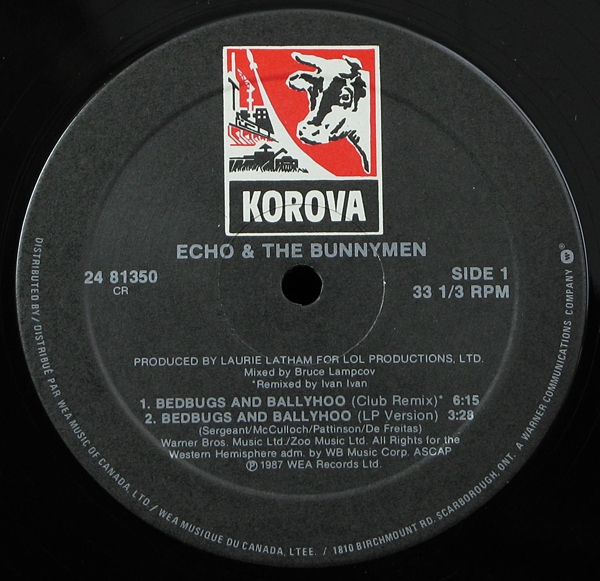 KOROVA
ECHO & THE BUNNYMEN
24 81350
CR
SIDE 1
33 1/3 RPM
PRODUCED BY LAURIE LATHAM FOR LOL PRODUCTIONS, LTD.
Mixed by Bruce Lampcov
*Remixed by Ivan Ivan
1. BEDBUGS AND BALLYHOO (Club Remix)* 6:15
2. BEDBUGS AND BALLYHOO (LP Version) 3:28
(Sergeant/McCulloch/Pattinson/De Freitas)
Warner Bros. Music Ltd./Zoo Music Ltd. All Rights for the
Western Hemisphere adm. by WB Music Corp. ASCAP
Ⓟ 1987 WEA Records Ltd.
DISTRIBUTED BY/DISTRIBUÉ PAR WEA MUSIC OF CANADA, LTD./WEA MUSIQUE DU CANADA, LTEE. / 1810 BIRCHMOUNT RD. SCARBOROUGH, ONT. A WARNER COMMUNICATIONS COMPANY W®